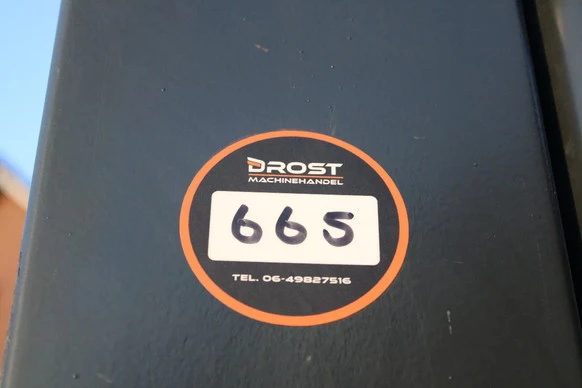 DROST
MACHINEHANDEL
665
TEL. 06-49827516